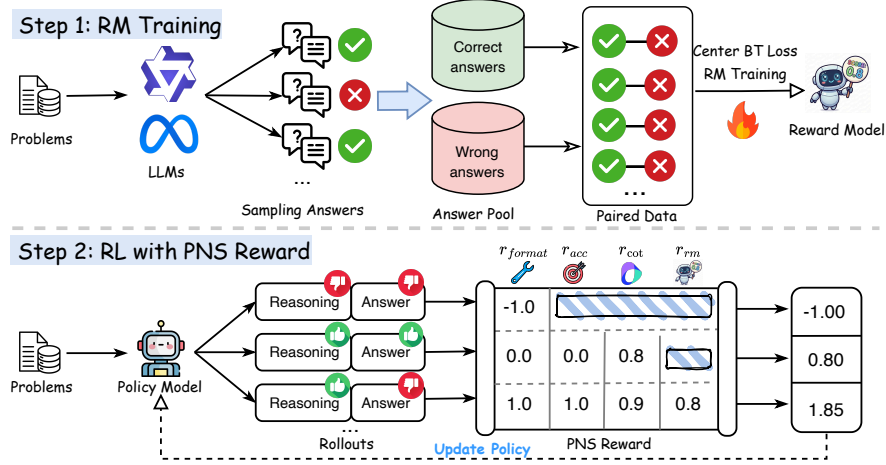 Step 1: RM Training
Problems
LLMs
?
?
?
...
Sampling Answers
Correct
answers
Wrong
answers
Answer Pool
...
Paired Data
Center BT Loss
RM Training
0.8
Reward Model
Step 2: RL with PNS Reward
Problems
Policy Model
Reasoning
Answer
Reasoning
Answer
Reasoning
Answer
...
Rollouts
r_format
r_acc
r_cot
r_rm
-1.0
0.0
0.0
0.8
1.0
1.0
0.9
0.8
PNS Reward
-1.00
0.80
1.85
Update Policy